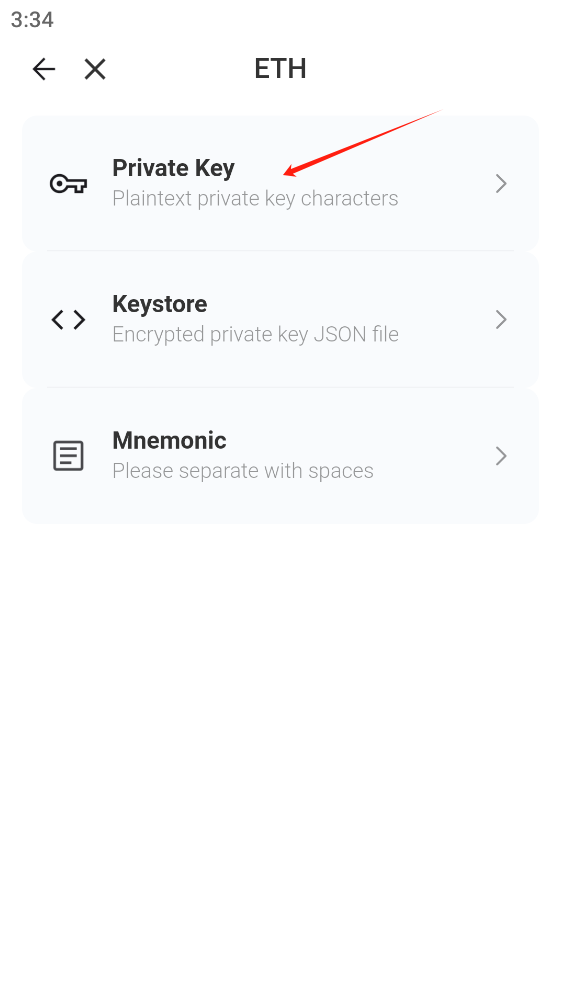 3:34
ETH
Private Key
Plaintext private key characters
Keystore
Encrypted private key JSON file
Mnemonic
Please separate with spaces